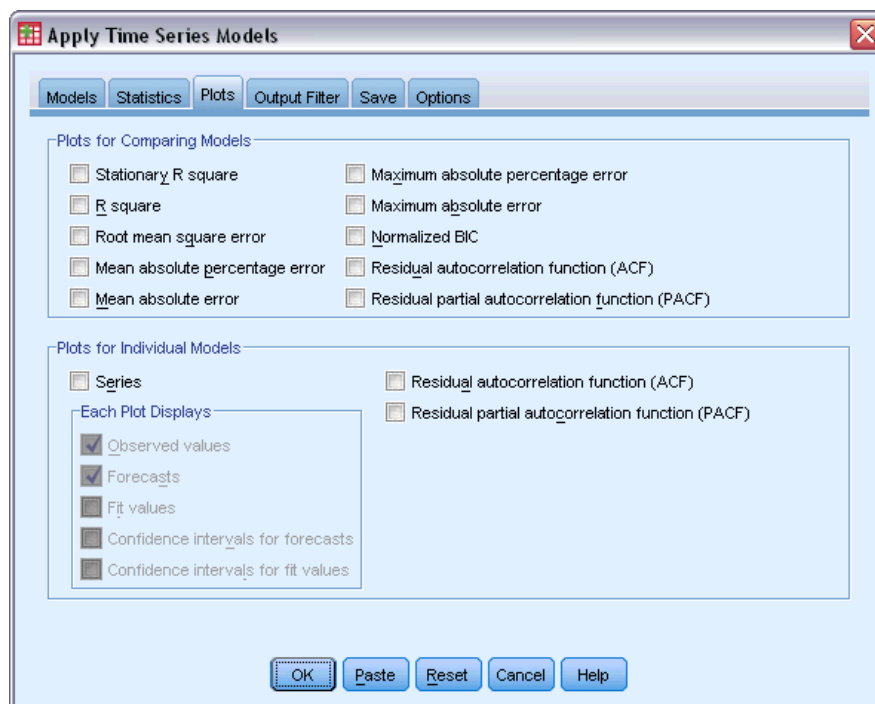 Apply Time Series Models
Models
Statistics
Plots
Output Filter
Save
Options
Plots for Comparing Models
Stationary R square
Maximum absolute percentage error
R square
Maximum absolute error
Root mean square error
Normalized BIC
Mean absolute percentage error
Residual autocorrelation function (ACF)
Mean absolute error
Residual partial autocorrelation function (PACF)
Plots for Individual Models
Series
Residual autocorrelation function (ACF)
Each Plot Displays
Residual partial autocorrelation function (PACF)
Observed values
Forecasts
Fit values
Confidence intervals for forecasts
Confidence intervals for fit values
OK
Paste
Reset
Cancel
Help